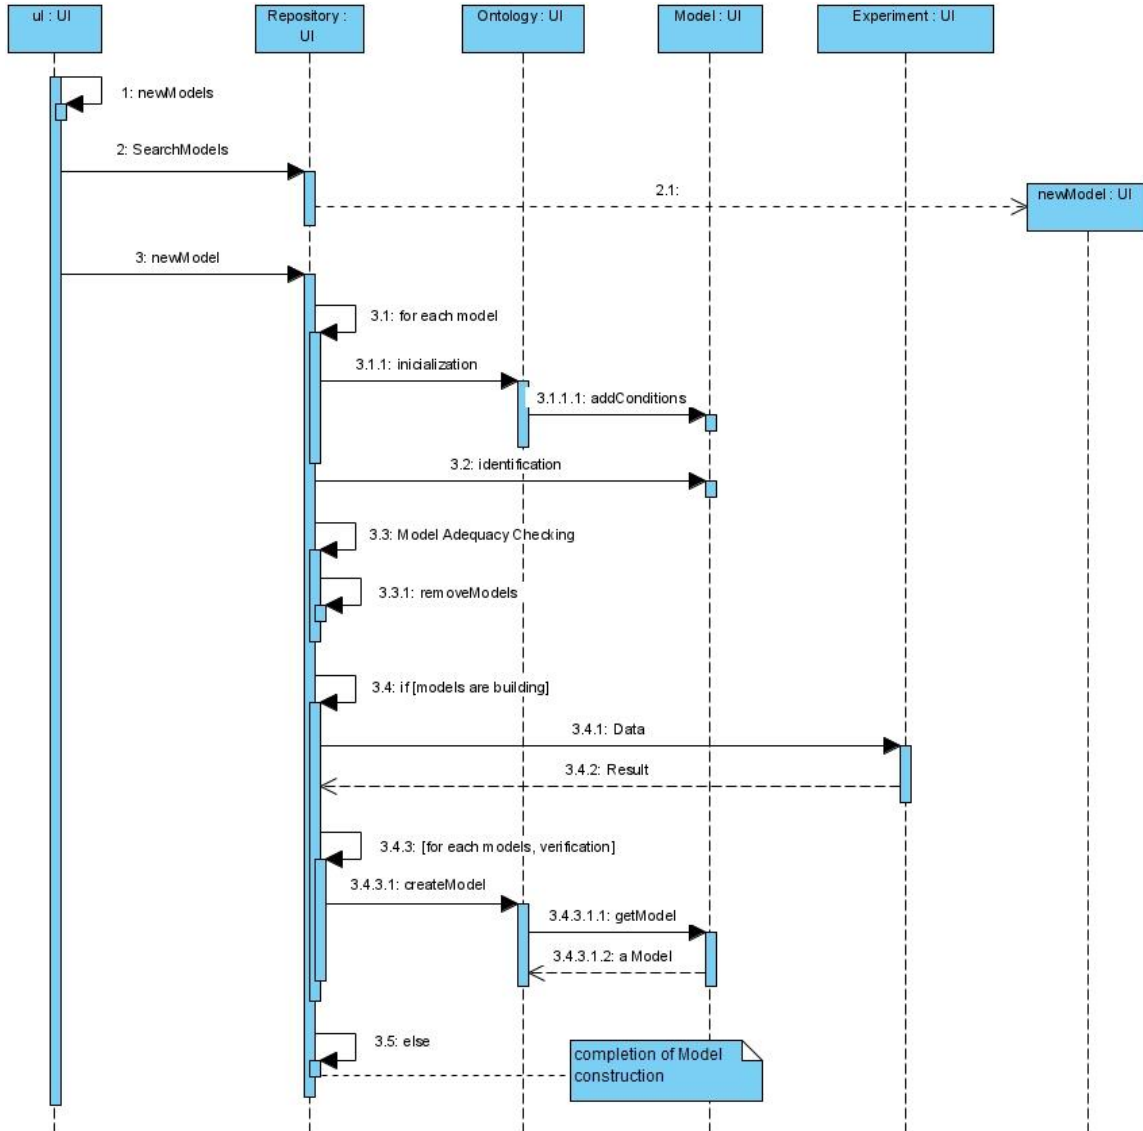 ul : UI
Repository :
UI
Ontology : UI
Model : UI
Experiment : UI
1: newModels
2: SearchModels
2.1:
newModel : UI
3: newModel
3.1: for each model
3.1.1: inicialization
3.1.1.1: addConditions
3.2: identification
3.3: Model Adequacy Checking
3.3.1: removeModels
3.4: if [models are building]
3.4.1: Data
3.4.2: Result
3.4.3: [for each models, verification]
3.4.3.1: createModel
3.4.3.1.1: getModel
3.4.3.1.2: a Model
3.5: else
completion of Model
construction